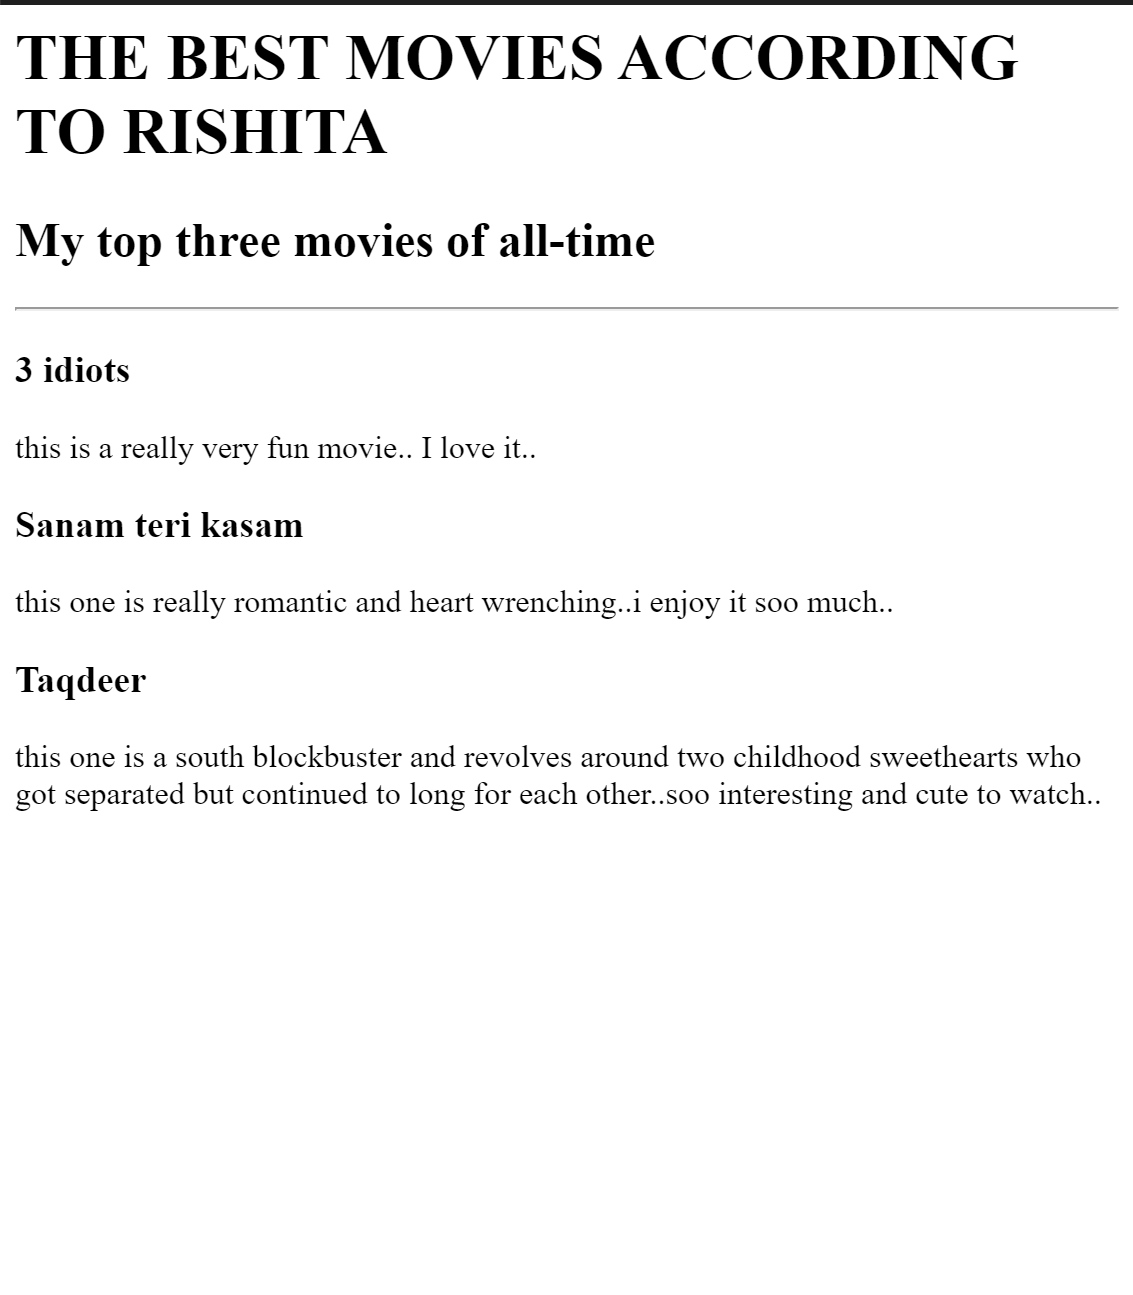 THE BEST MOVIES ACCORDING
TO RISHITA
My top three movies of all-time
3 idiots
this is a really very fun movie.. I love it..
Sanam teri kasam
this one is really romantic and heart wrenching..i enjoy it soo much..
Taqdeer
this one is a south blockbuster and revolves around two childhood sweethearts who
got separated but continued to long for each other..soo interesting and cute to watch..